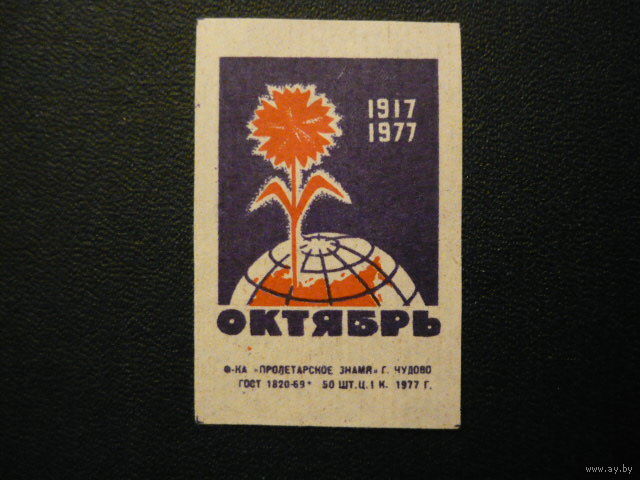 1917
1977
ОКТЯБРЬ
Ф-КА «ПРОЛЕТАРСКОЕ ЗНАМЯ» Г. ЧУДОВО
ГОСТ 1820-69* 50 ШТ. Ц. 1 К. 1977 Г.
www.ay.by